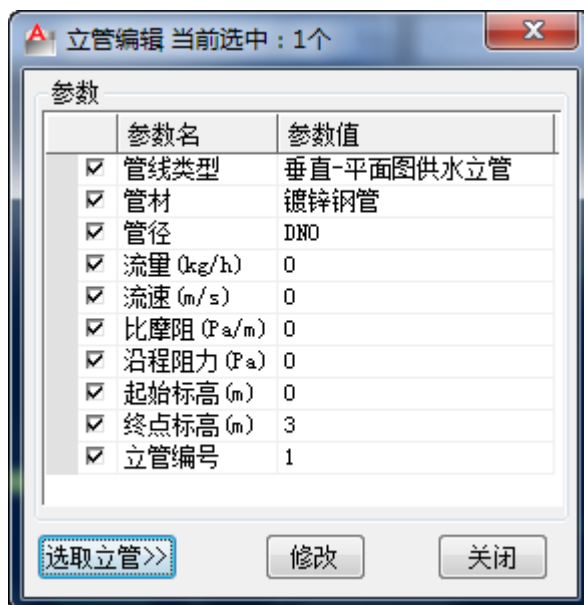 立管编辑 当前选中：1个
参数
参数名 参数值
管线类型 垂直-平面图供水立管
管材 镀锌钢管
管径 DN0
流量(kg/h) 0
流速(m/s) 0
比摩阻(Pa/m) 0
沿程阻力(Pa) 0
起始标高(m) 0
终点标高(m) 3
立管编号 1
选取立管>> 修改 关闭